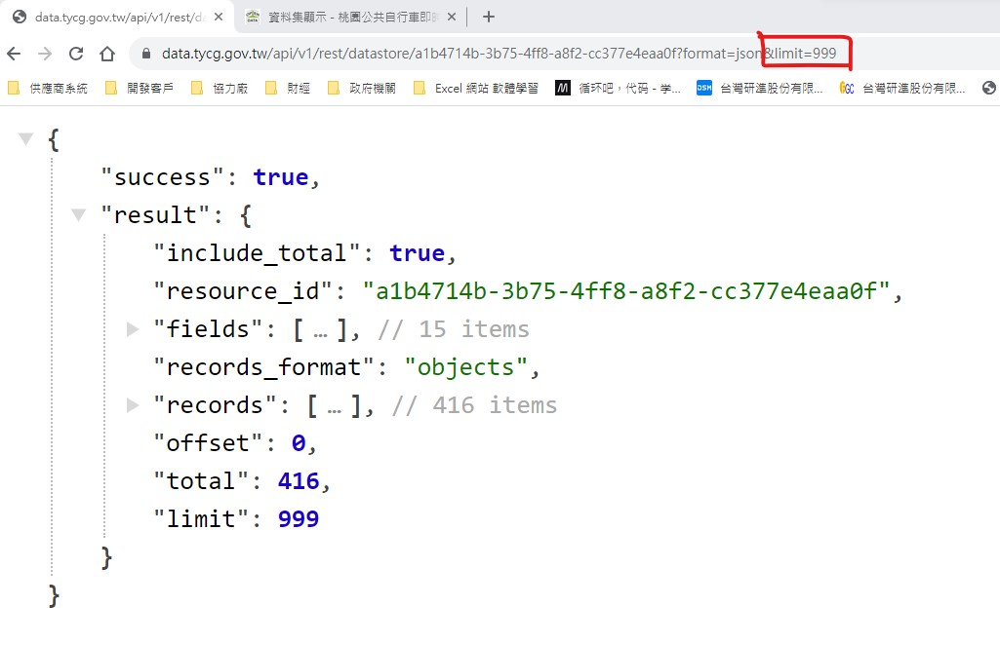 data.tycg.gov.tw/api/v1/rest/d
資料集顯示 - 桃園公共自行車即
data.tycg.gov.tw/api/v1/rest/datastore/a1b4714b-3b75-4ff8-a8f2-cc377e4eaa0f?format=json&limit=999
供應商系統 開發客戶 協力廠 財經 政府機關 Excel 網站 軟體學習 M 循环吧，代码 - 学... DSM 台灣研準股份有限... GC 台灣研準股份有限...
{
"success": true,
"result": {
"include_total": true,
"resource_id": "a1b4714b-3b75-4ff8-a8f2-cc377e4eaa0f",
"fields": [ … ], // 15 items
"records_format": "objects",
"records": [ … ], // 416 items
"offset": 0,
"total": 416,
"limit": 999
}
}